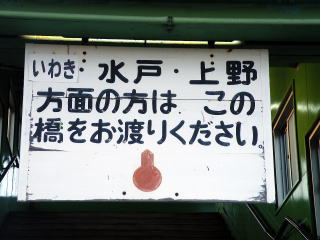 いわき 水戸・上野
方面の方は この
橋をお渡りください。